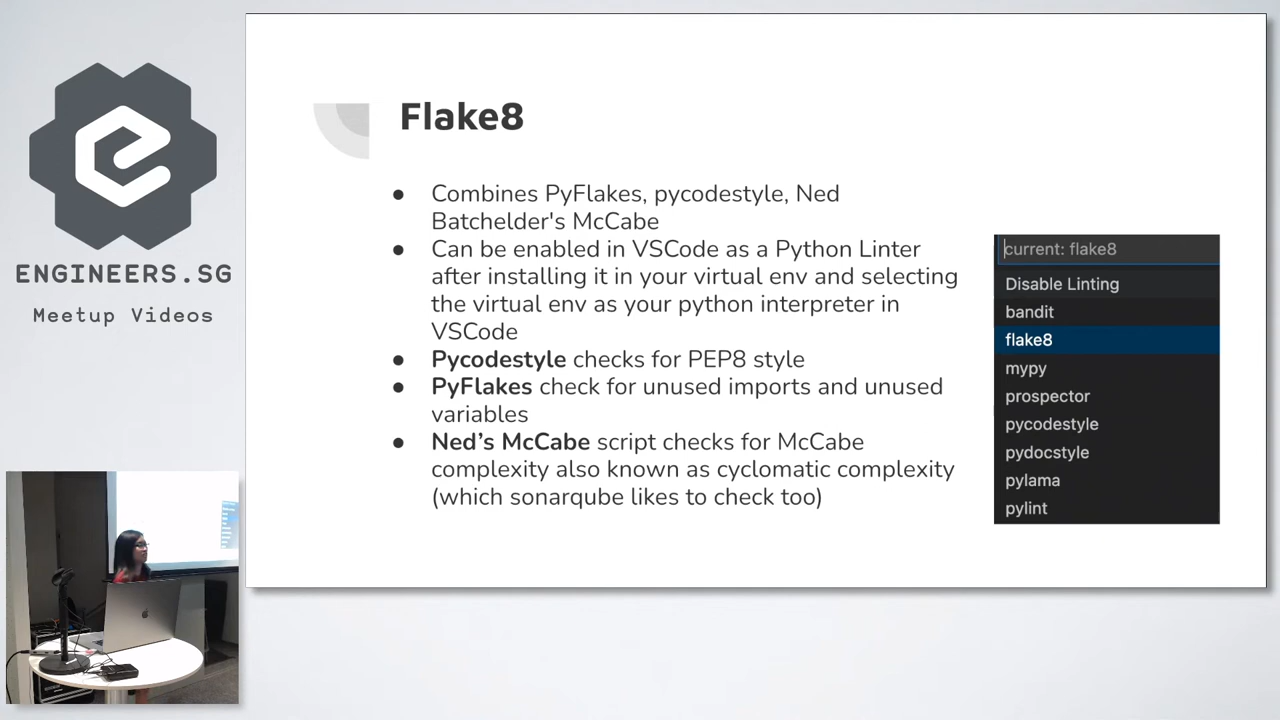 ENGINEERS.SG
Meetup Videos
Flake8
● Combines PyFlakes, pycodestyle, Ned
Batchelder's McCabe
● Can be enabled in VSCode as a Python Linter
after installing it in your virtual env and selecting
the virtual env as your python interpreter in
VSCode
● Pycodestyle checks for PEP8 style
● PyFlakes check for unused imports and unused
variables
● Ned’s McCabe script checks for McCabe
complexity also known as cyclomatic complexity
(which sonarqube likes to check too)
current: flake8
Disable Linting
bandit
flake8
mypy
prospector
pycodestyle
pydocstyle
pylama
pylint